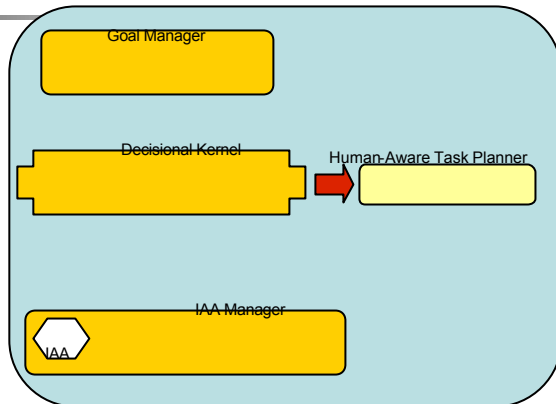 Goal Manager
Decisional Kernel
Human-Aware Task Planner
IAA Manager
IAA